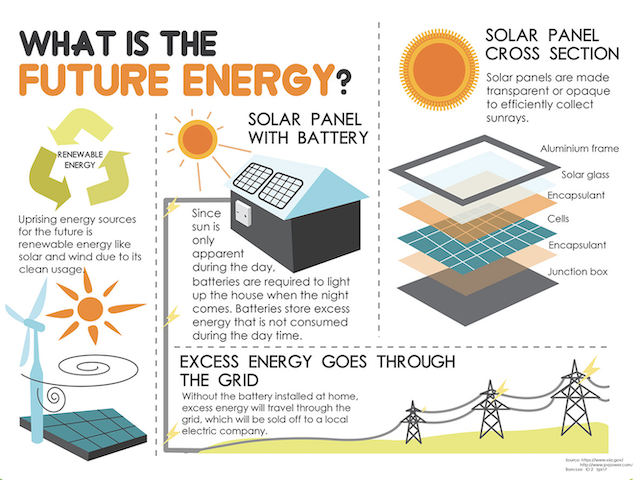 WHAT IS THE
FUTURE ENERGY?
RENEWABLE
ENERGY
Uprising energy sources
for the future is
renewable energy like
solar and wind due to its
clean usage.
SOLAR PANEL
WITH BATTERY
Since
sun is
only
apparent
during the day,
batteries are required to light
up the house when the night
comes. Batteries store excess
energy that is not consumed
during the day time.
SOLAR PANEL
CROSS SECTION
Solar panels are made
transparent or opaque
to efficiently collect
sunrays.
Aluminium frame
Solar glass
Encapsulant
Cells
Encapsulant
Junction box
EXCESS ENERGY GOES THROUGH
THE GRID
Without the battery installed at home,
excess energy will travel through the
grid, which will be sold off to a local
electric company.
Source: https://www.eia.gov/